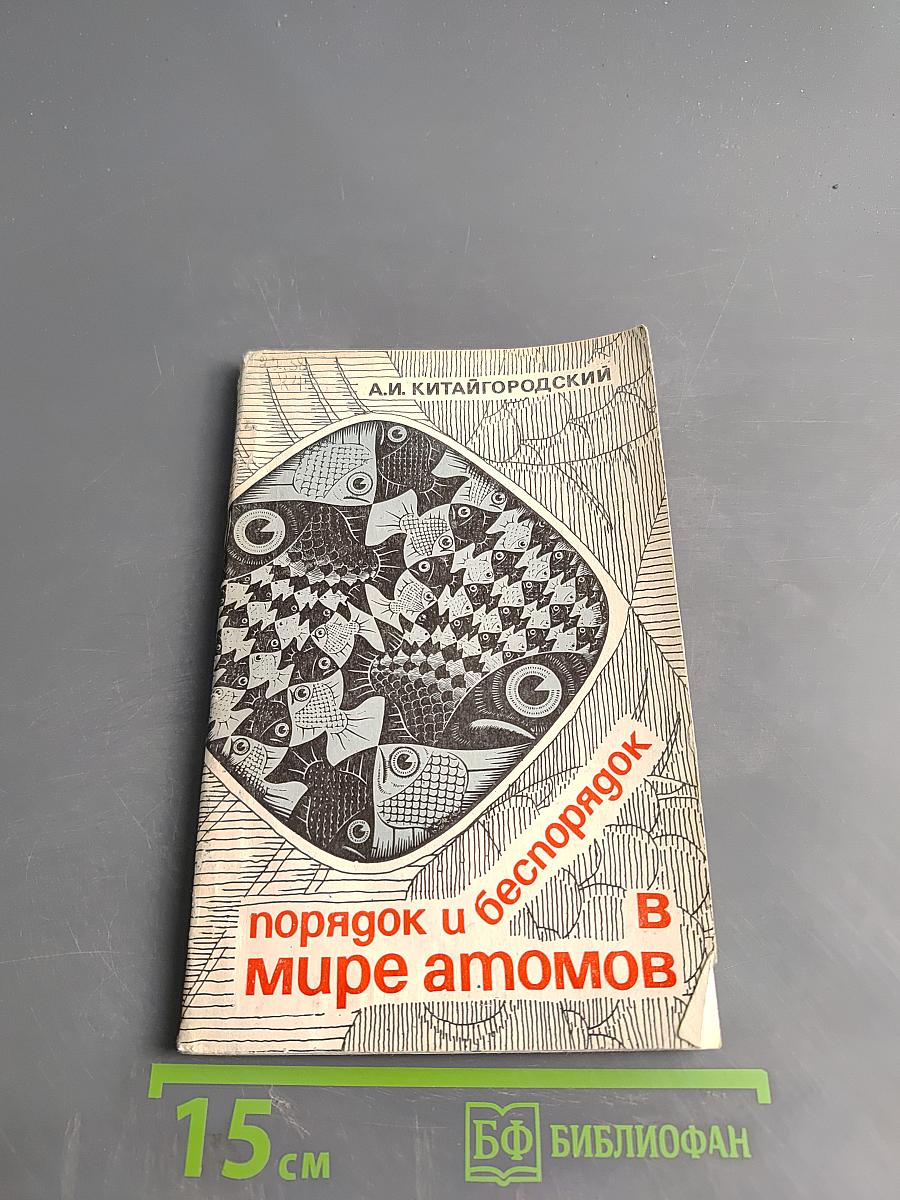 А.И. КИТАЙГОРОДСКИЙ
порядок и беспорядок
в
мире атомов
15 см
БФ БИБЛИОФАН